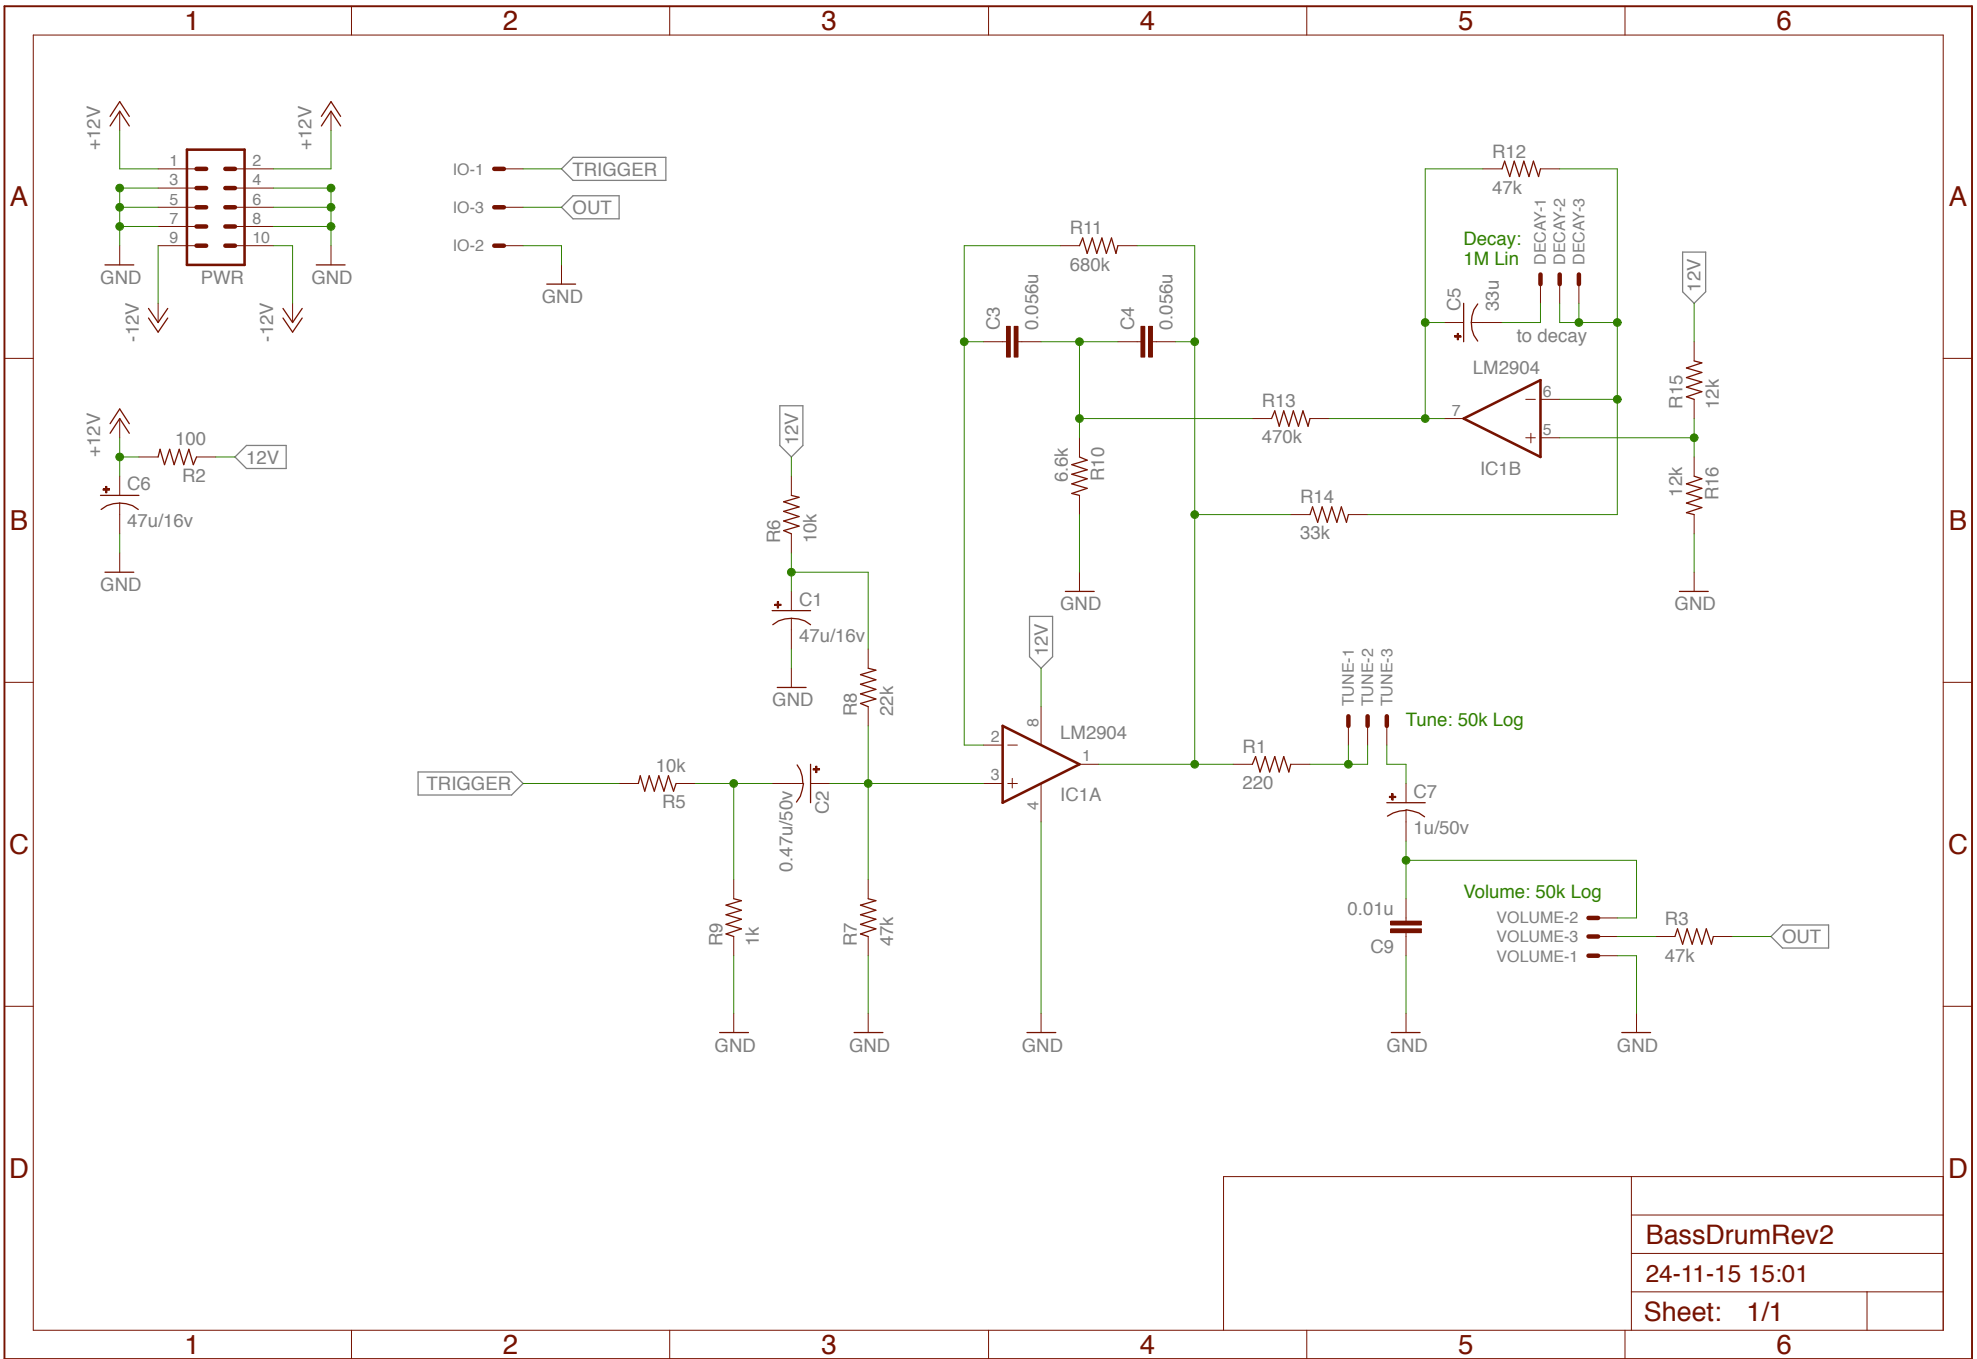 1 2 3 4 5 6
A
B
C
D
A
B
C
D
1 2 3 4 5 6
+12V
+12V
1 2
3 4
5 6
7 8
9 10
GND
PWR
GND
-12V
-12V
IO-1
TRIGGER
IO-3
OUT
IO-2
GND
+12V
100
R2
12V
C6
47u/16v
GND
12V
R6
10k
C1
47u/16v
GND
R8
22k
TRIGGER
10k
R5
0.47u/50v
C2
R9
1k
GND
R7
47k
GND
R11
680k
C3
0.056u
C4
0.056u
6.6k
R10
GND
R13
470k
R14
33k
12V
8
LM2904
2
3
1
4
IC1A
GND
R12
47k
Decay:
1M Lin
DECAY-1
DECAY-2
DECAY-3
C5
33u
to decay
LM2904
7
6
5
IC1B
12V
R15
12k
12k
R16
GND
R1
220
TUNE-1
TUNE-2
TUNE-3
Tune: 50k Log
C7
1u/50v
0.01u
C9
GND
Volume: 50k Log
VOLUME-2
VOLUME-3
VOLUME-1
R3
47k
OUT
GND
BassDrumRev2
24-11-15 15:01
Sheet: 1/1